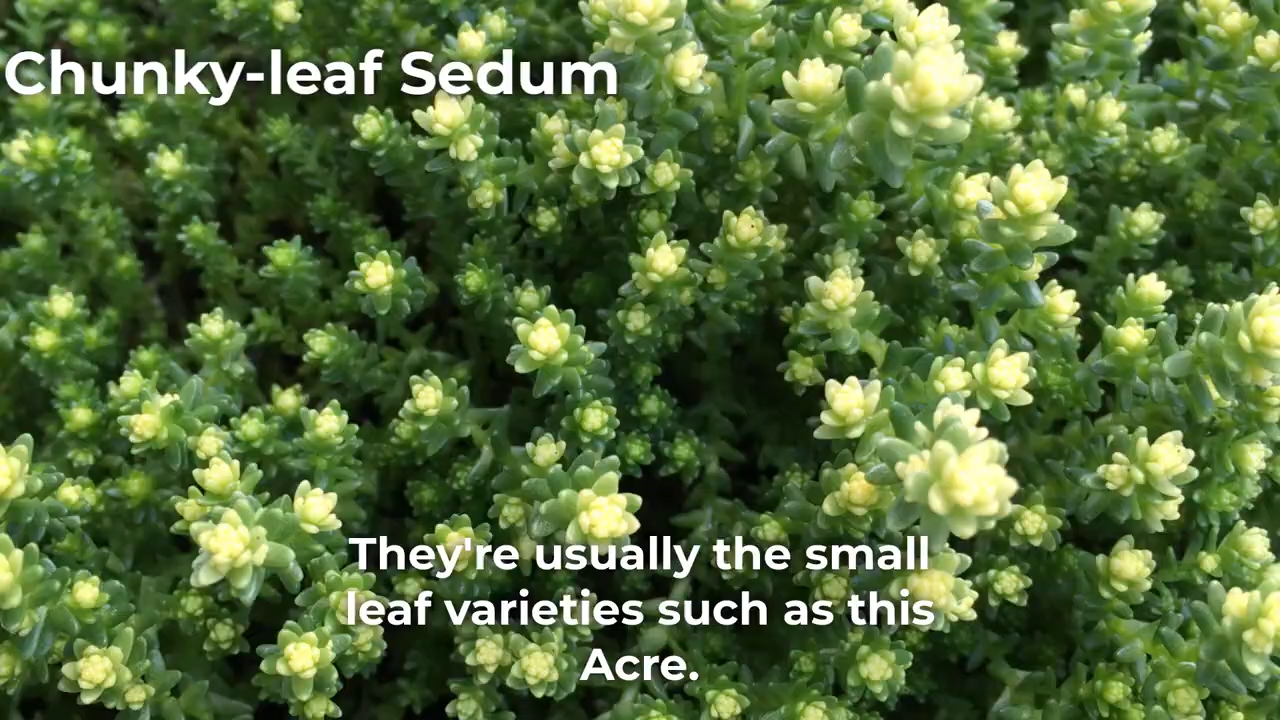 Chunky-leaf Sedum
They're usually the small
leaf varieties such as this
Acre.